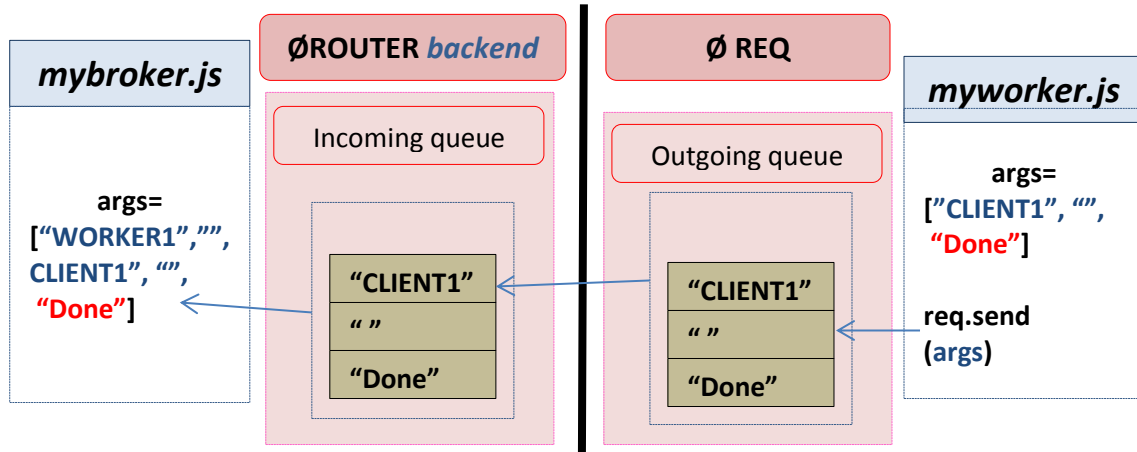 mybroker.js
args=
[“WORKER1”,””,
CLIENT1”, “”,
“Done”]
ØROUTER backend
Incoming queue
“CLIENT1”
“ ”
“Done”
Ø REQ
Outgoing queue
“CLIENT1”
“ ”
“Done”
myworker.js
args=
[”CLIENT1”, “”,
“Done”]
req.send
(args)